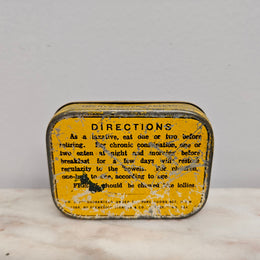 DIRECTIONS
As a laxative, eat one or two before
retiring. For chronic constipation, one or
two eaten at night and morning before
breakfast for a few days will restore
regularity to the bowels. For children,
one-half to one, according to age.
should be chewed like lollies.